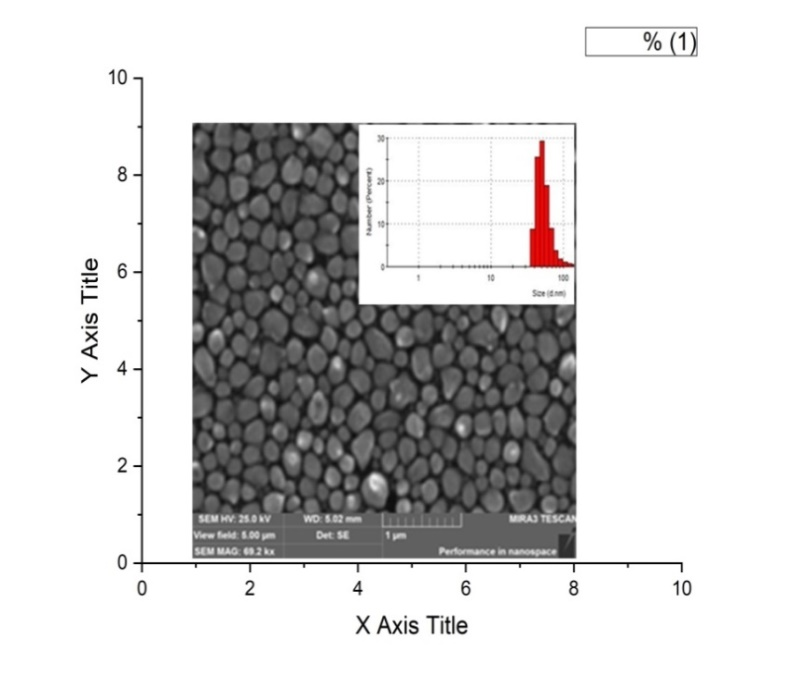 % (1)
10
8
6
4
2
0
Y Axis Title
30
20
10
0
Number (Percent)
1 10 100
Size (d.nm)
SEM HV: 25.0 kV WD: 5.02 mm MIRA3 TESCAN
View field: 5.00 µm Det: SE 1 µm
SEM MAG: 69.2 kx Performance in nanospace
0 2 4 6 8 10
X Axis Title